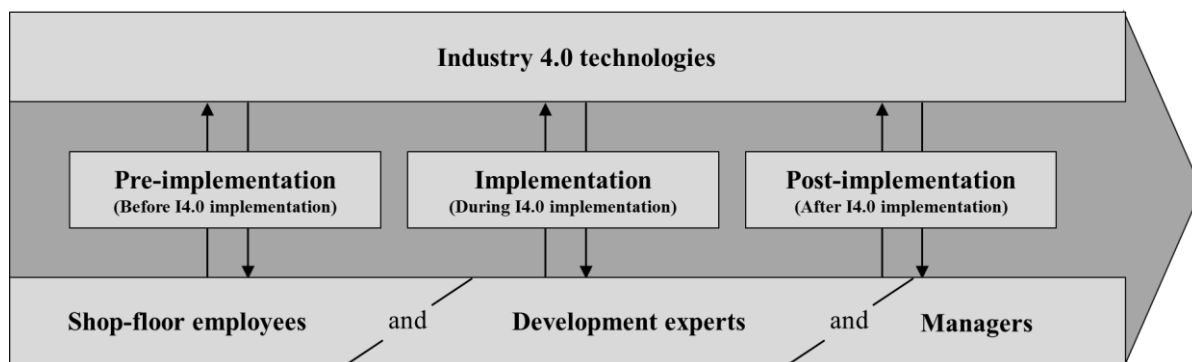 Industry 4.0 technologies
Pre-implementation
(Before I4.0 implementation)
Implementation
(During I4.0 implementation)
Post-implementation
(After I4.0 implementation)
Shop-floor employees and Development experts and Managers